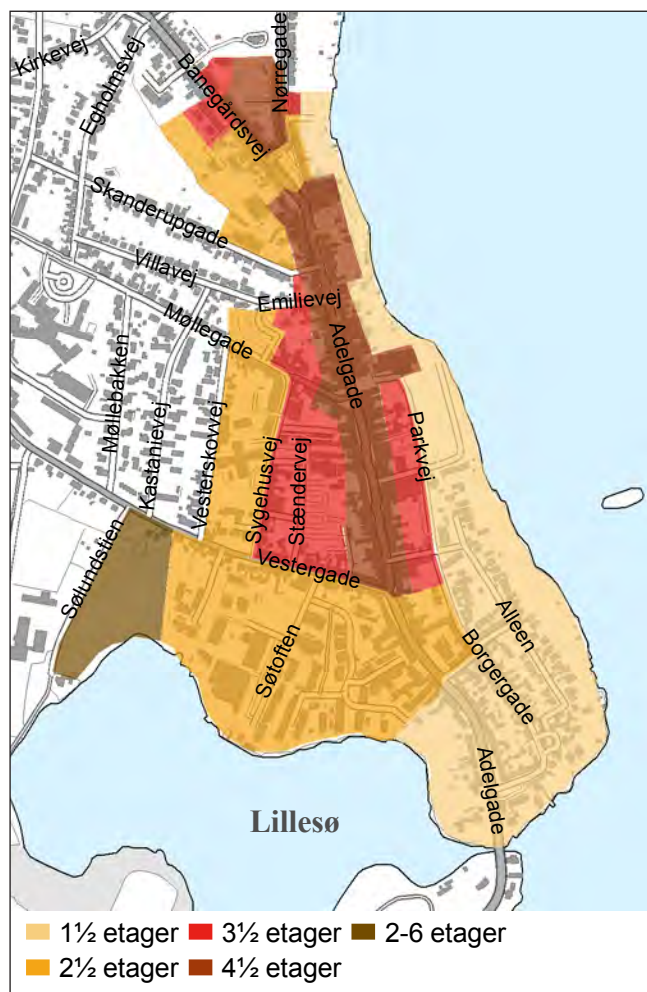 Kirkevej
Egholmsvej
Banegårdsvej
Nørregade
Skanderupgade
Villavej
Emilievej
Møllegade
Adelgade
Møllebakken
Kastanievej
Vesterskovvej
Sygehusvej
Stændervej
Parkvej
Sølundstien
Vestergade
Alleen
Søtoften
Borgergade
Adelgade
Lillesø
1½ etager 3½ etager 2-6 etager
2½ etager 4½ etager